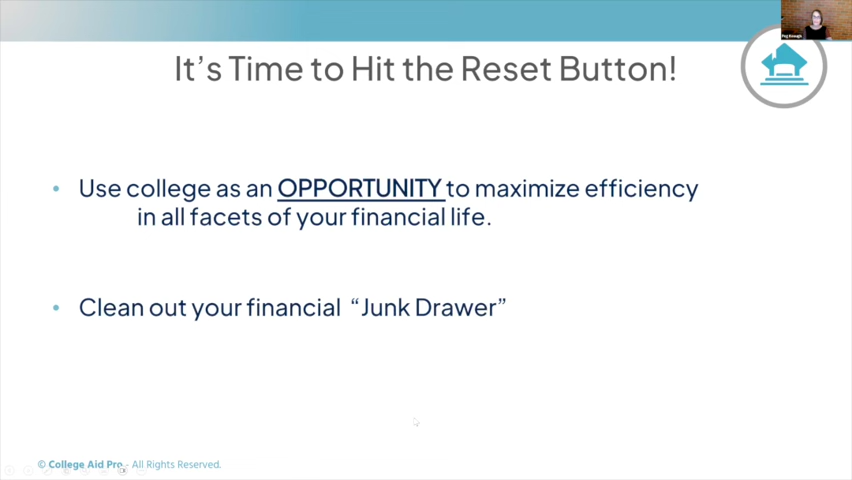 It's Time to Hit the Reset Button!
• Use college as an OPPORTUNITY to maximize efficiency
in all facets of your financial life.
• Clean out your financial “Junk Drawer”
© College Aid Pro - All Rights Reserved.